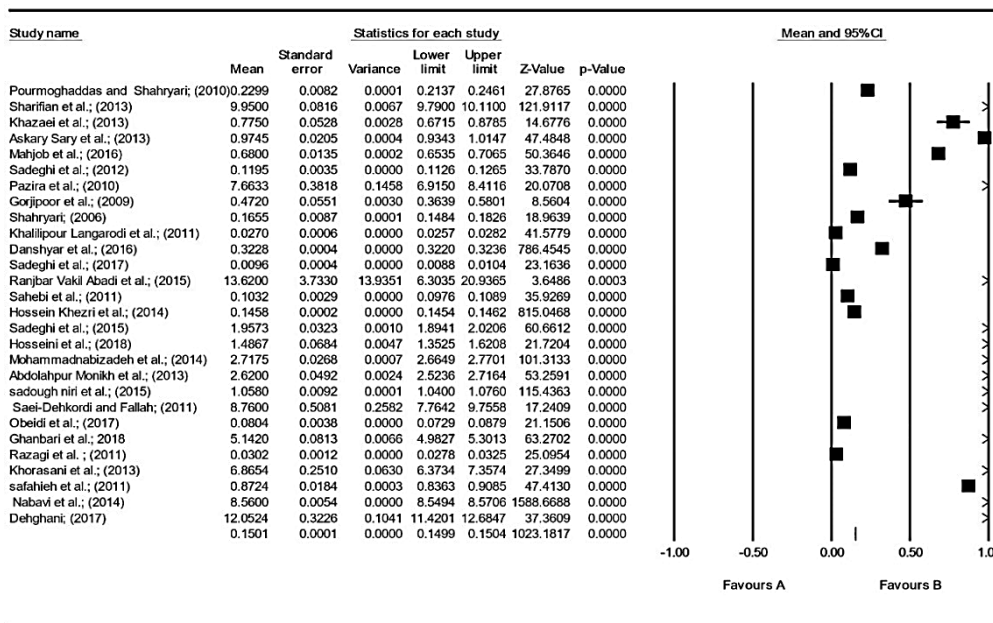 Study name Statistics for each study Mean and 95%CI
Standard Lower Upper
Mean error Variance limit limit Z-Value p-Value
Pourmoghaddas and Shahryari; (2010) 0.2299 0.0082 0.0001 0.2137 0.2461 27.8765 0.0000
Sharifian et al.; (2013) 9.9500 0.0816 0.0067 9.7900 10.1100 121.9117 0.0000
Khazaei et al.; (2013) 0.7750 0.0528 0.0028 0.6715 0.8785 14.6776 0.0000
Askary Sary et al.; (2013) 0.9745 0.0205 0.0004 0.9343 1.0147 47.4848 0.0000
Mahjob et al.; (2016) 0.6800 0.0135 0.0002 0.6535 0.7065 50.3646 0.0000
Sadeghi et al.; (2012) 0.1195 0.0035 0.0000 0.1126 0.1265 33.7870 0.0000
Pazira et al.; (2010) 7.6633 0.3818 0.1458 6.9150 8.4116 20.0708 0.0000
Gorjipoor et al.; (2009) 0.4720 0.0551 0.0030 0.3639 0.5801 8.5604 0.0000
Shahryari; (2006) 0.1655 0.0087 0.0001 0.1484 0.1826 18.9639 0.0000
Khalilipour Langarodi et al.; (2011) 0.0270 0.0006 0.0000 0.0257 0.0282 41.5779 0.0000
Danshyar et al.; (2016) 0.3228 0.0004 0.0000 0.3220 0.3236 786.4545 0.0000
Sadeghi et al.; (2017) 0.0096 0.0004 0.0000 0.0088 0.0104 23.1636 0.0000
Ranjbar Vakil Abadi et al.; (2015) 13.6200 3.7330 13.9351 6.3035 20.9365 3.6486 0.0003
Sahebi et al.; (2011) 0.1032 0.0029 0.0000 0.0976 0.1089 35.9269 0.0000
Hossein Khezri et al.; (2014) 0.1458 0.0002 0.0000 0.1454 0.1462 815.0468 0.0000
Sadeghi et al.; (2015) 1.9573 0.0323 0.0010 1.8941 2.0206 60.6612 0.0000
Hosseini et al.; (2018) 1.4867 0.0684 0.0047 1.3525 1.6208 21.7204 0.0000
Mohammadnabizadeh et al.; (2014) 2.7175 0.0268 0.0007 2.6649 2.7701 101.3133 0.0000
Abdolahpur Monikh et al.; (2013) 2.6200 0.0492 0.0024 2.5236 2.7164 53.2591 0.0000
sadough niri et al.; (2015) 1.0580 0.0092 0.0001 1.0400 1.0760 115.4363 0.0000
Saei-Dehkordi and Fallah; (2011) 8.7600 0.5081 0.2582 7.7642 9.7558 17.2409 0.0000
Obeidi et al.; (2017) 0.0804 0.0038 0.0000 0.0729 0.0879 21.1506 0.0000
Ghanbari et al.; 2018 5.1420 0.0813 0.0066 4.9827 5.3013 63.2702 0.0000
Razagi et al. ; (2011) 0.0302 0.0012 0.0000 0.0278 0.0325 25.0954 0.0000
Khorasani et al.; (2013) 6.8654 0.2510 0.0630 6.3734 7.3574 27.3499 0.0000
safahieh et al.; (2011) 0.8724 0.0184 0.0003 0.8363 0.9085 47.4130 0.0000
Nabavi et al.; (2014) 8.5600 0.0054 0.0000 8.5494 8.5706 1588.6688 0.0000
Dehghani; (2017) 12.0524 0.3226 0.1041 11.4201 12.6847 37.3609 0.0000
0.1501 0.0001 0.0000 0.1499 0.1504 1023.1817 0.0000
-1.00 -0.50 0.00 0.50 1.0
Favours A Favours B